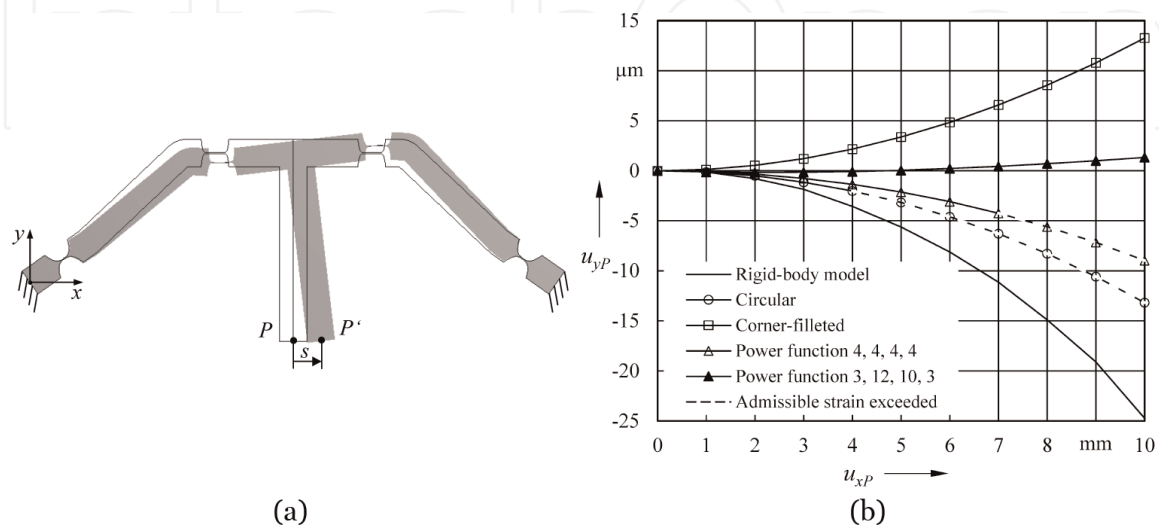 y
x
P
P‘
s
(a)
15
μm
5
0
-5
-10
-15
-20
-25
u_yP
Rigid-body model
Circular
Corner-filleted
Power function 4, 4, 4, 4
Power function 3, 12, 10, 3
Admissible strain exceeded
0 1 2 3 4 5 6 7 8 mm 10
u_xP
(b)